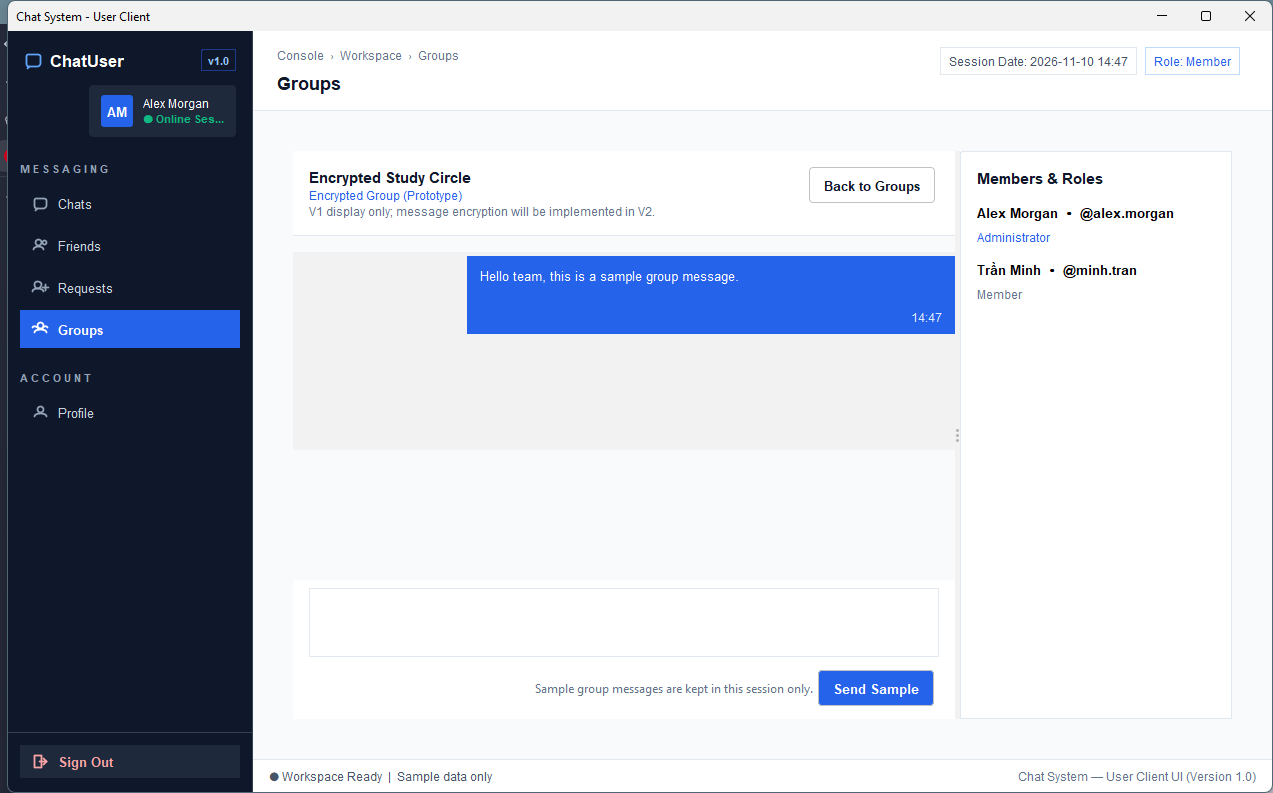 Chat System - User Client
ChatUser
v1.0
AM
Alex Morgan
Online Ses...
MESSAGING
Chats
Friends
Requests
Groups
ACCOUNT
Profile
Sign Out
Console › Workspace › Groups
Groups
Session Date: 2026-11-10 14:47
Role: Member
Encrypted Study Circle
Encrypted Group (Prototype)
V1 display only; message encryption will be implemented in V2.
Back to Groups
Hello team, this is a sample group message.
14:47
Sample group messages are kept in this session only.
Send Sample
Members & Roles
Alex Morgan • @alex.morgan
Administrator
Trần Minh • @minh.tran
Member
Workspace Ready | Sample data only
Chat System — User Client UI (Version 1.0)